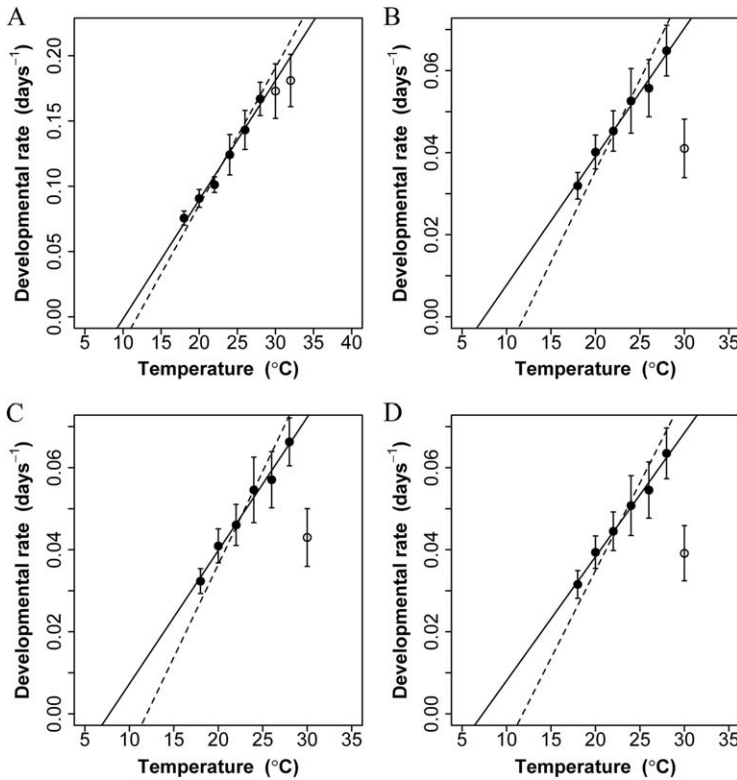 A
Developmental rate (days⁻¹)
0.20
0.15
0.10
0.05
0.00
5 10 15 20 25 30 35 40
Temperature (°C)
B
Developmental rate (days⁻¹)
0.06
0.04
0.02
0.00
5 10 15 20 25 30 35
Temperature (°C)
C
Developmental rate (days⁻¹)
0.06
0.04
0.02
0.00
5 10 15 20 25 30 35
Temperature (°C)
D
Developmental rate (days⁻¹)
0.06
0.04
0.02
0.00
5 10 15 20 25 30 35
Temperature (°C)